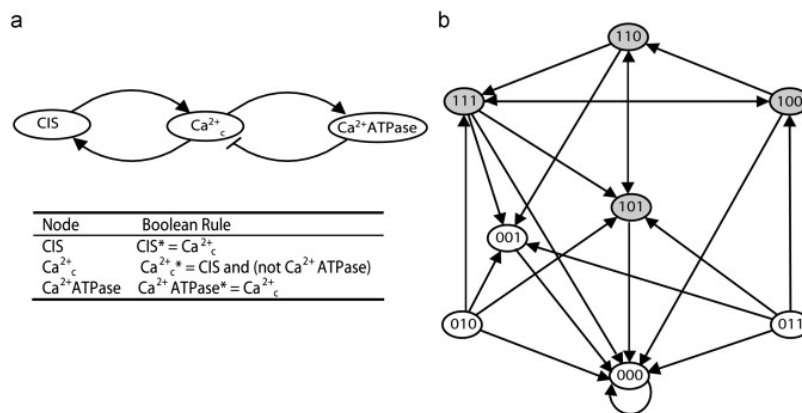 a
CIS
Ca²⁺c
Ca²⁺ATPase
Node Boolean Rule
CIS CIS* = Ca²⁺c
Ca²⁺c Ca²⁺c* = CIS and (not Ca²⁺ ATPase)
Ca²⁺ATPase Ca²⁺ ATPase* = Ca²⁺c
b
110
111
100
101
001
010
011
000